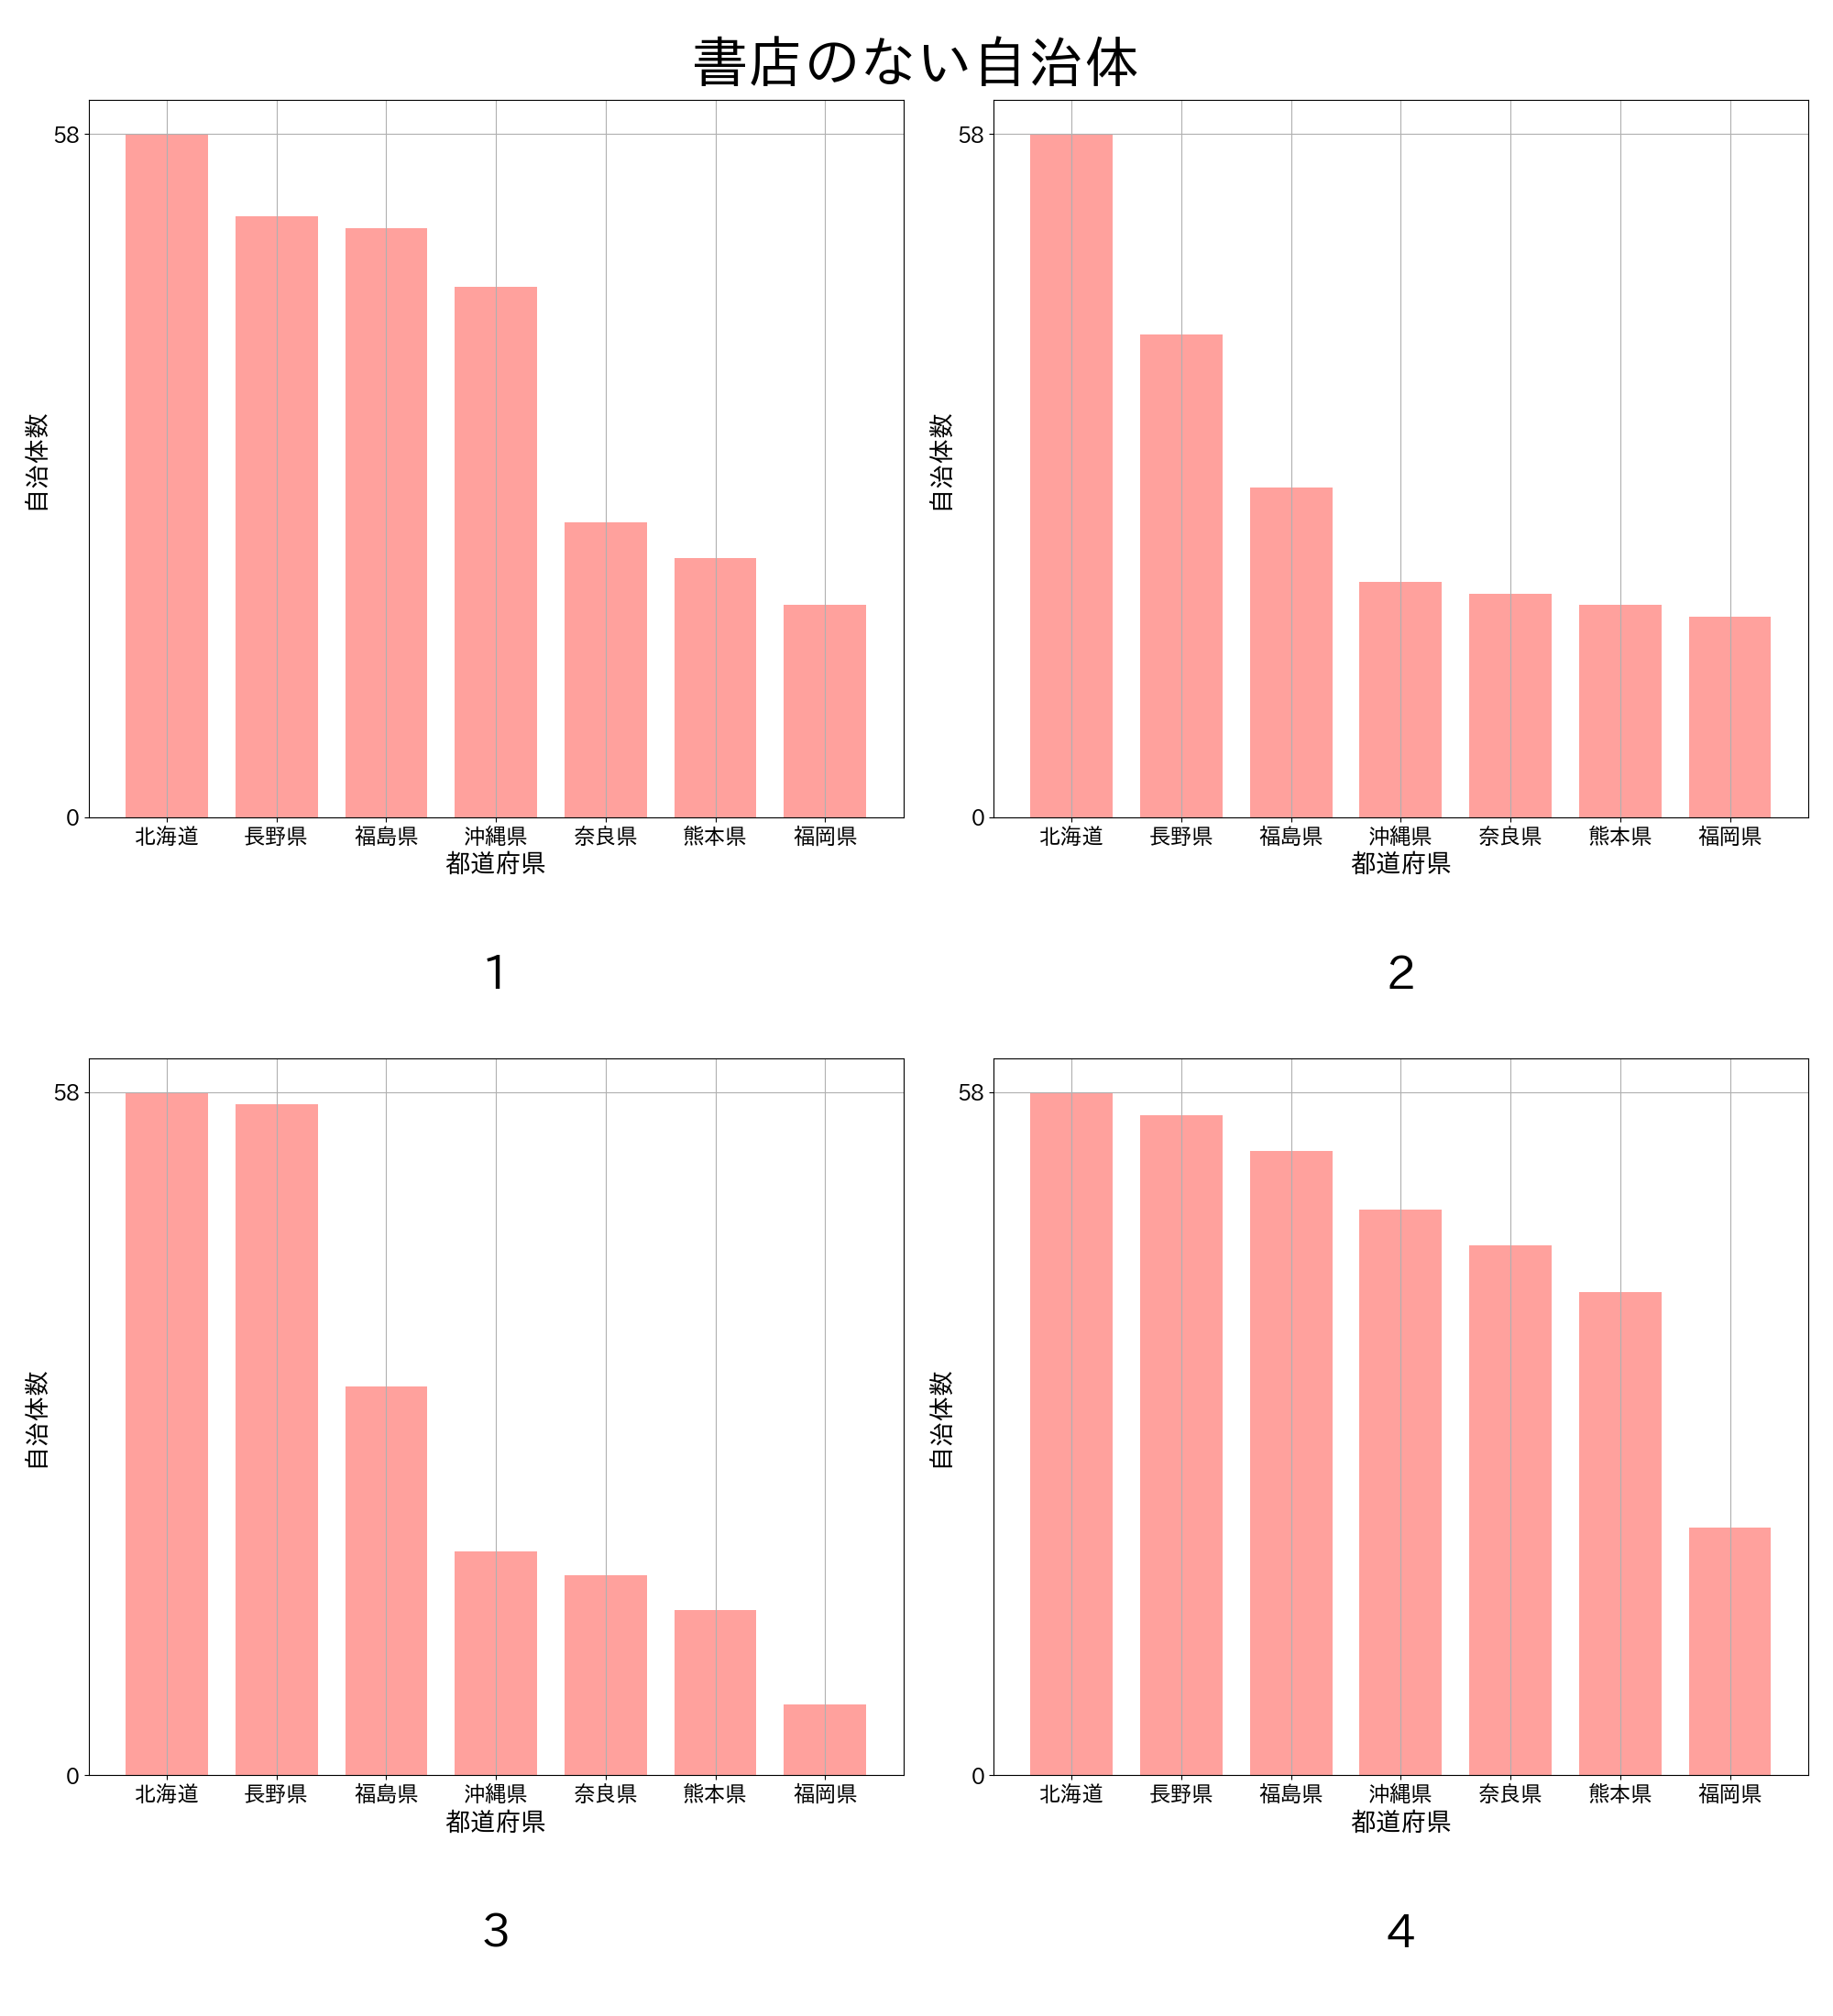 書店のない自治体
58
0
自治体数
北海道 長野県 福島県 沖縄県 奈良県 熊本県 福岡県
都道府県
1
58
0
自治体数
北海道 長野県 福島県 沖縄県 奈良県 熊本県 福岡県
都道府県
2
58
0
自治体数
北海道 長野県 福島県 沖縄県 奈良県 熊本県 福岡県
都道府県
3
58
0
自治体数
北海道 長野県 福島県 沖縄県 奈良県 熊本県 福岡県
都道府県
4